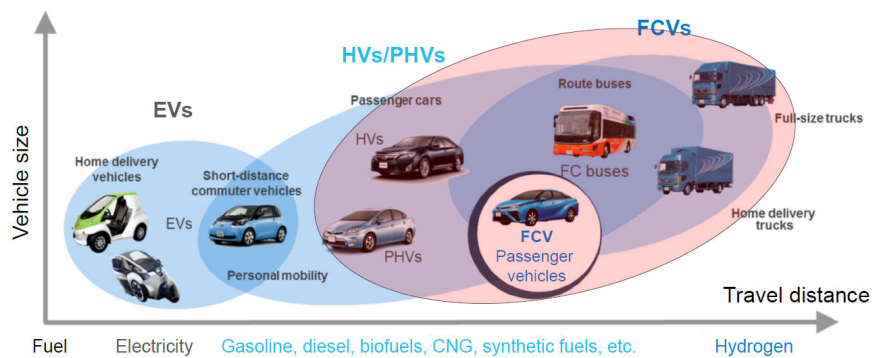 FCVs
HVs/PHVs
EVs
Passenger cars
Route buses
Full-size trucks
HVs
Home delivery
vehicles
Short-distance
commuter vehicles
FC buses
EVs
Home delivery
trucks
FCV
Passenger
vehicles
PHVs
Personal mobility
Vehicle size
Travel distance
Fuel
Electricity
Gasoline, diesel, biofuels, CNG, synthetic fuels, etc.
Hydrogen